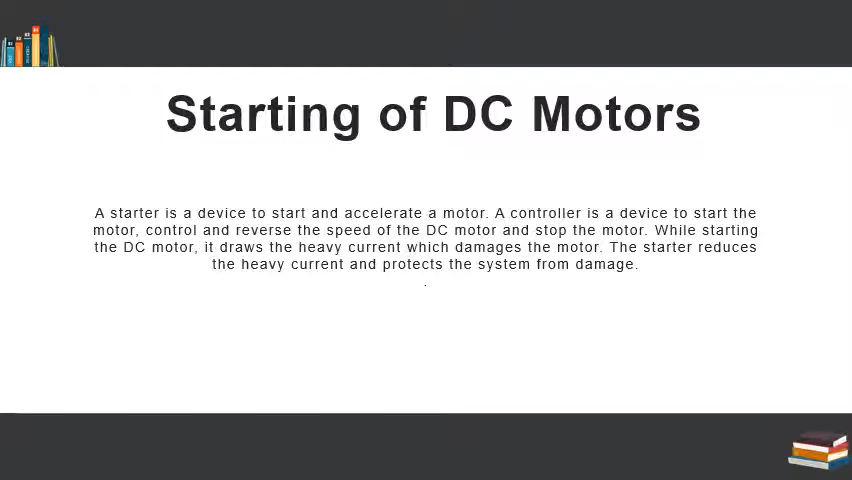 Starting of DC Motors
A starter is a device to start and accelerate a motor. A controller is a device to start the
motor, control and reverse the speed of the DC motor and stop the motor. While starting
the DC motor, it draws the heavy current which damages the motor. The starter reduces
the heavy current and protects the system from damage.
.